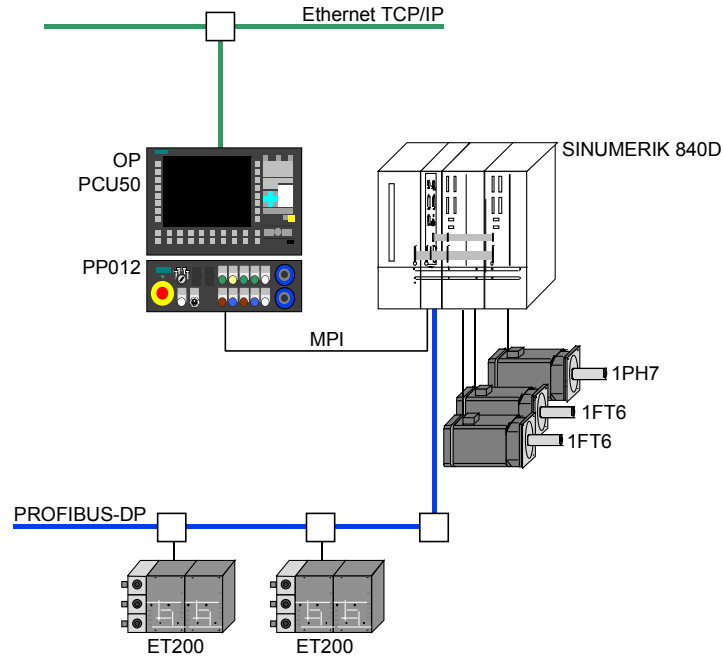 Ethernet TCP/IP
OP
PCU50
SINUMERIK 840D
PP012
MPI
1PH7
1FT6
1FT6
PROFIBUS-DP
ET200
ET200